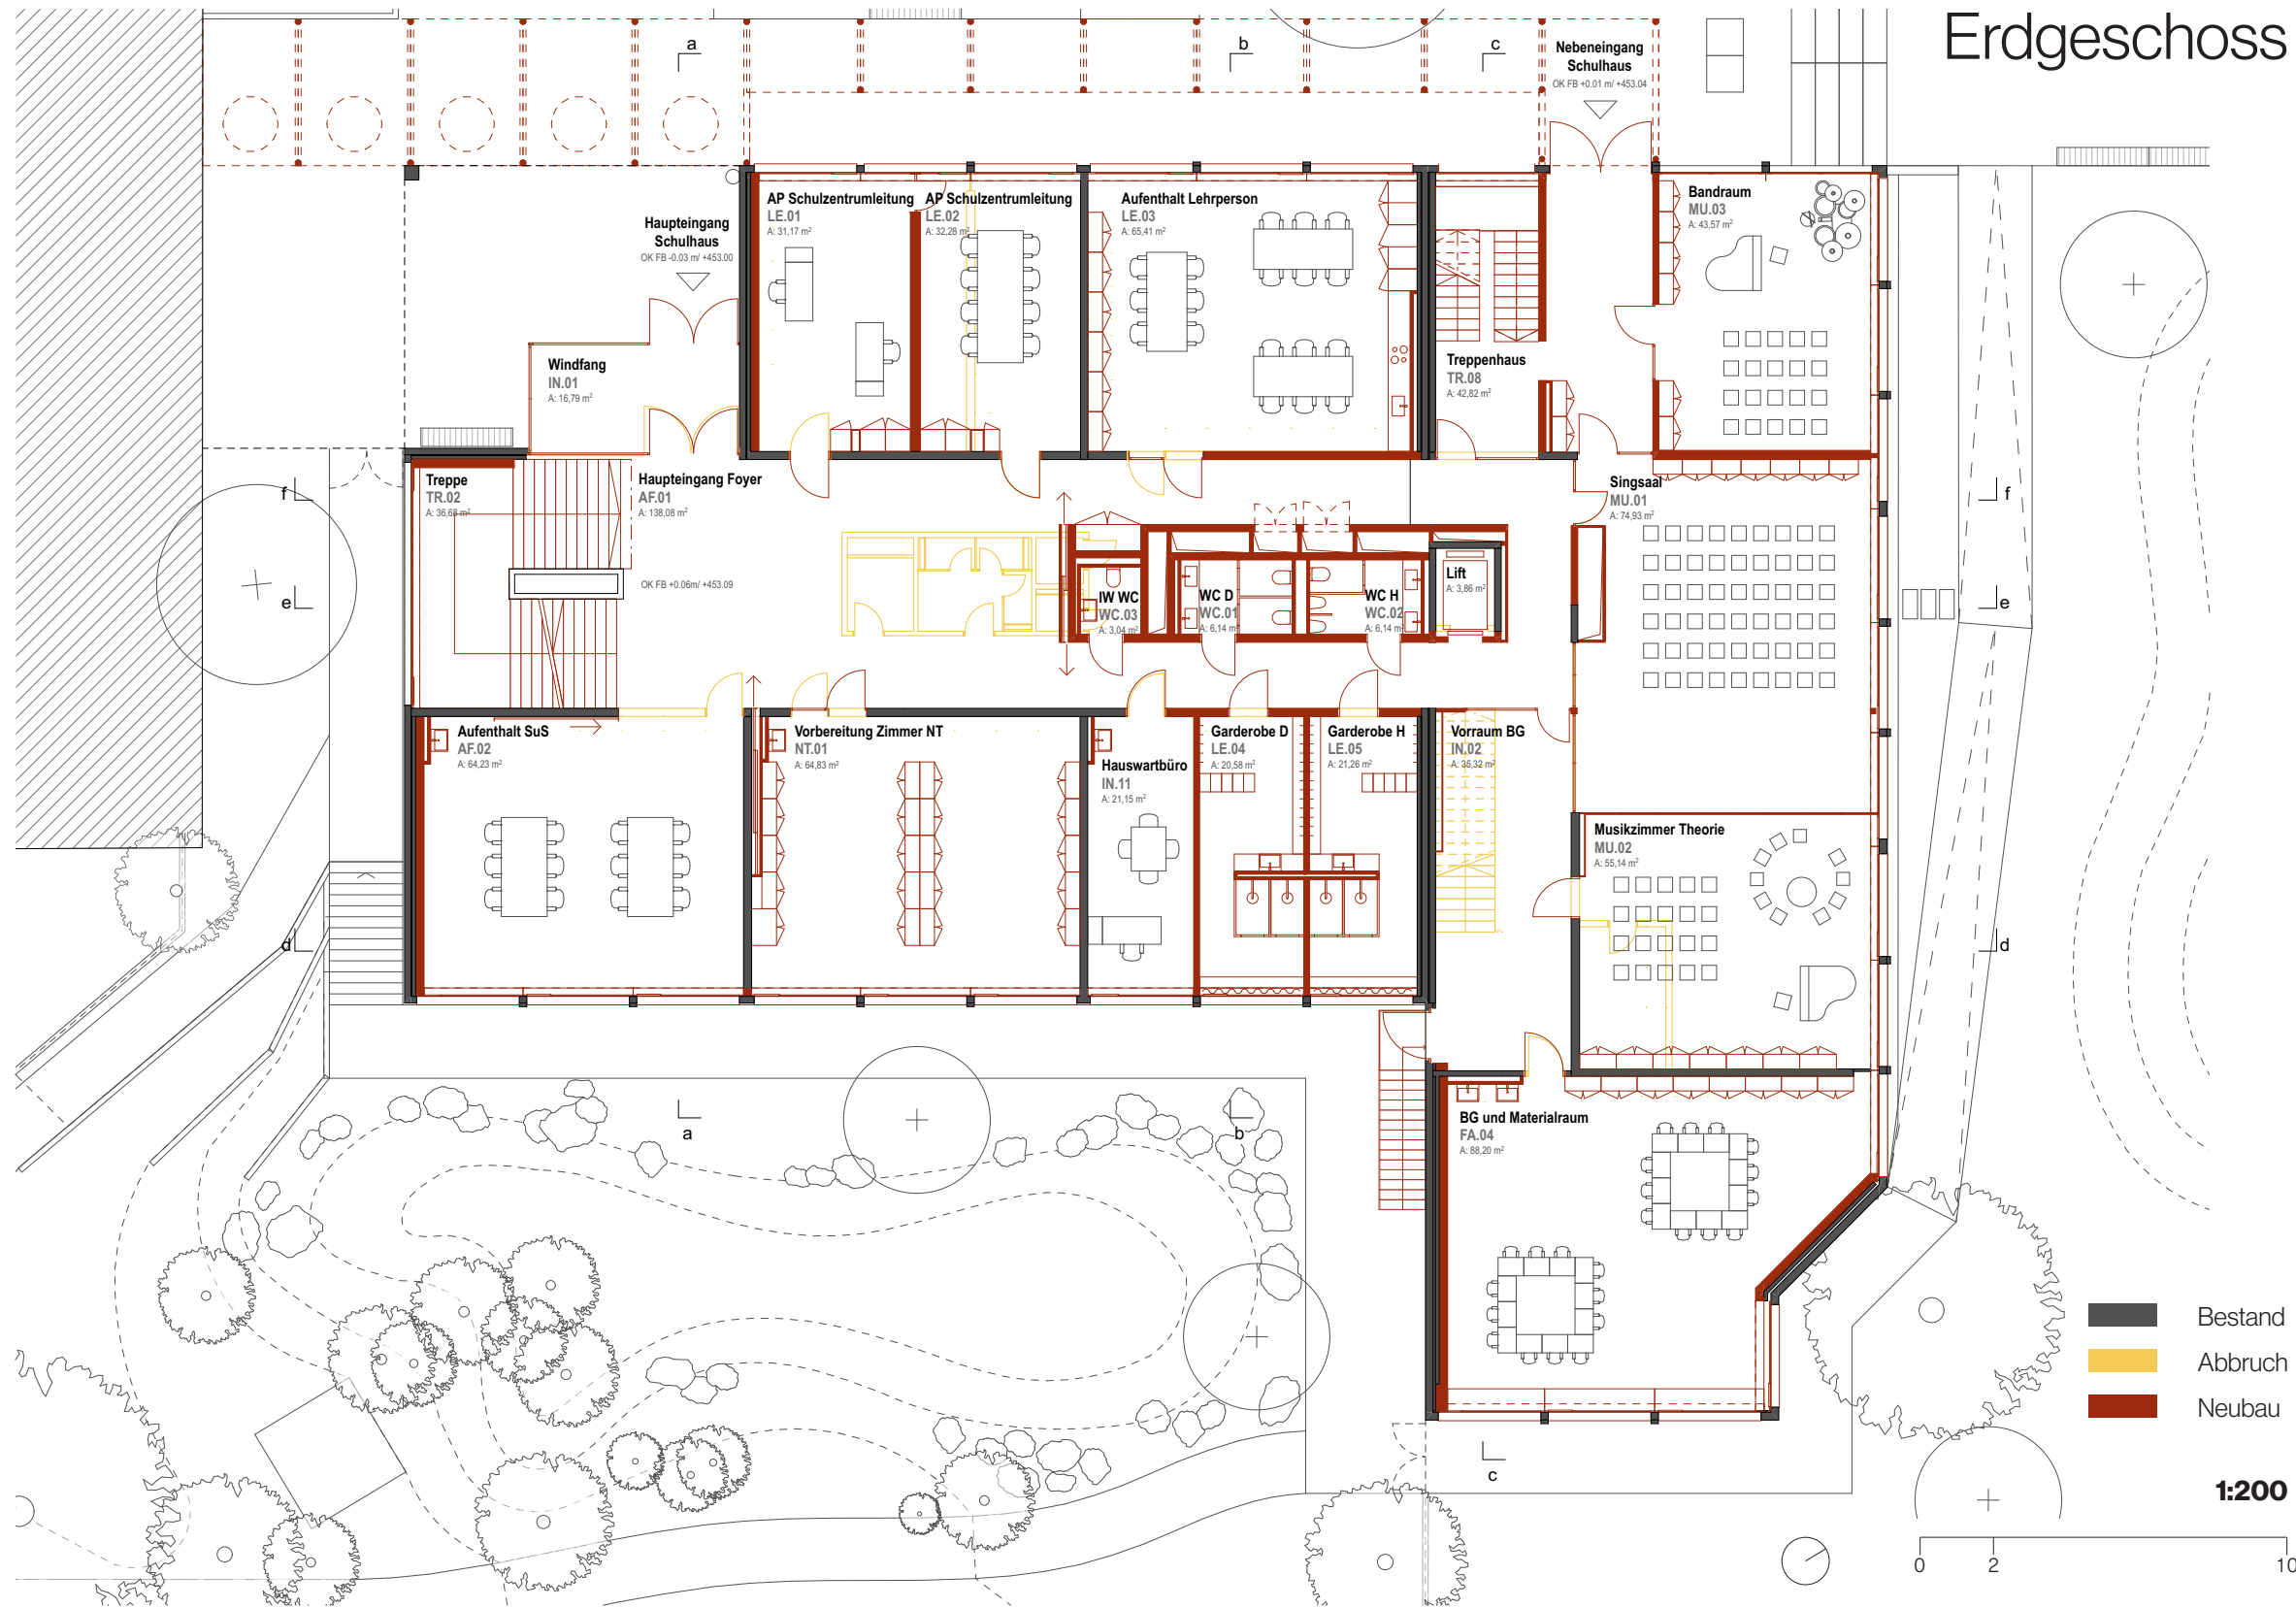 Erdgeschoss
a
b
c
Nebeneingang
Schulhaus
OK FB +0.01 m/ +453.04
AP Schulzentrumleitung
LE.01
A: 31,17 m²
AP Schulzentrumleitung
LE.02
A: 32,28 m²
Aufenthalt Lehrperson
LE.03
A: 65,41 m²
Bandraum
MU.03
A: 43,57 m²
Haupteingang
Schulhaus
OK FB -0.03 m/ +453.00
Windfang
IN.01
A: 16,79 m²
Treppenhaus
TR.08
A: 42,82 m²
Treppe
TR.02
A: 36,68 m²
Haupteingang Foyer
AF.01
A: 138,08 m²
Singsaal
MU.01
A: 74,93 m²
f
f
OK FB +0.06m/ +453.09
Lift
A: 3,86 m²
e
e
IW WC
WC.03
A: 3,04 m²
WC D
WC.01
A: 6,14 m²
WC H
WC.02
A: 6,14 m²
Aufenthalt SuS
AF.02
A: 64,23 m²
Vorbereitung Zimmer NT
NT.01
A: 64,83 m²
Hauswartbüro
IN.11
A: 21,15 m²
Garderobe D
LE.04
A: 20,58 m²
Garderobe H
LE.05
A: 21,26 m²
Vorraum BG
IN.02
A: 35,32 m²
Musikzimmer Theorie
MU.02
A: 55,14 m²
d
d
a
b
BG und Materialraum
FA.04
A: 88,20 m²
c
Bestand
Abbruch
Neubau
1:200
0
2
10